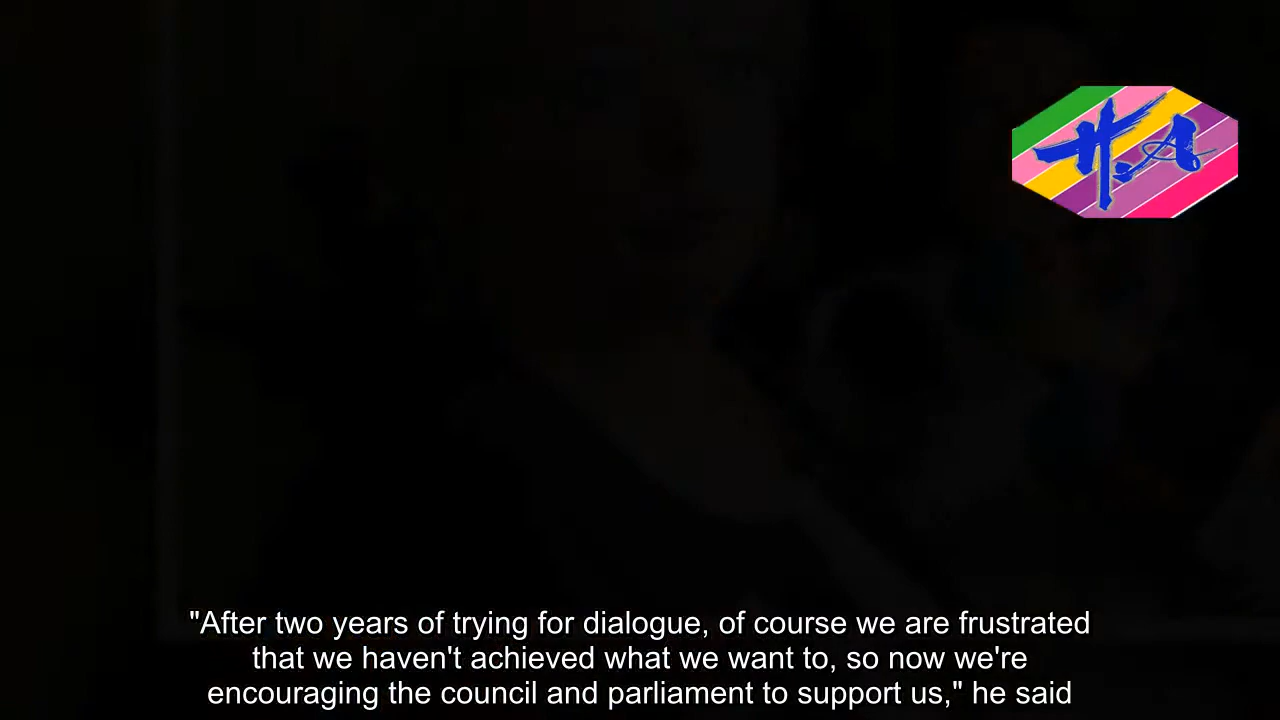 H.A
"After two years of trying for dialogue, of course we are frustrated
that we haven't achieved what we want to, so now we're
encouraging the council and parliament to support us," he said